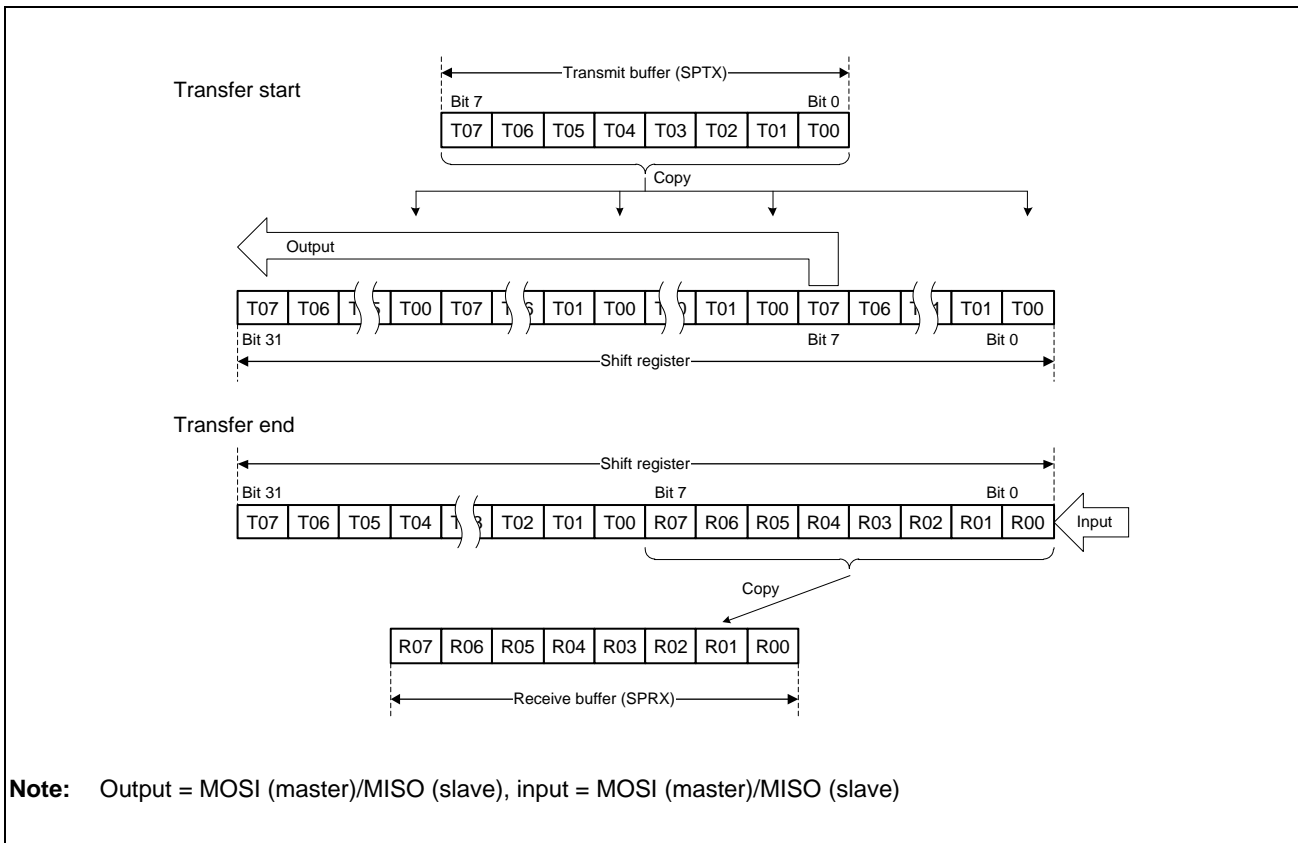 Transmit buffer (SPTX)
Transfer start
Bit 7 Bit 0
T07 T06 T05 T04 T03 T02 T01 T00
Copy
Output
T07 T06 T00 T07 T01 T00 T01 T00 T07 T06 T01 T00
Bit 31 Bit 7 Bit 0
Shift register
Transfer end
Shift register
Bit 31 Bit 7 Bit 0
T07 T06 T05 T04 T02 T01 T00 R07 R06 R05 R04 R03 R02 R01 R00 Input
Copy
R07 R06 R05 R04 R03 R02 R01 R00
Receive buffer (SPRX)
Note: Output = MOSI (master)/MISO (slave), input = MOSI (master)/MISO (slave)